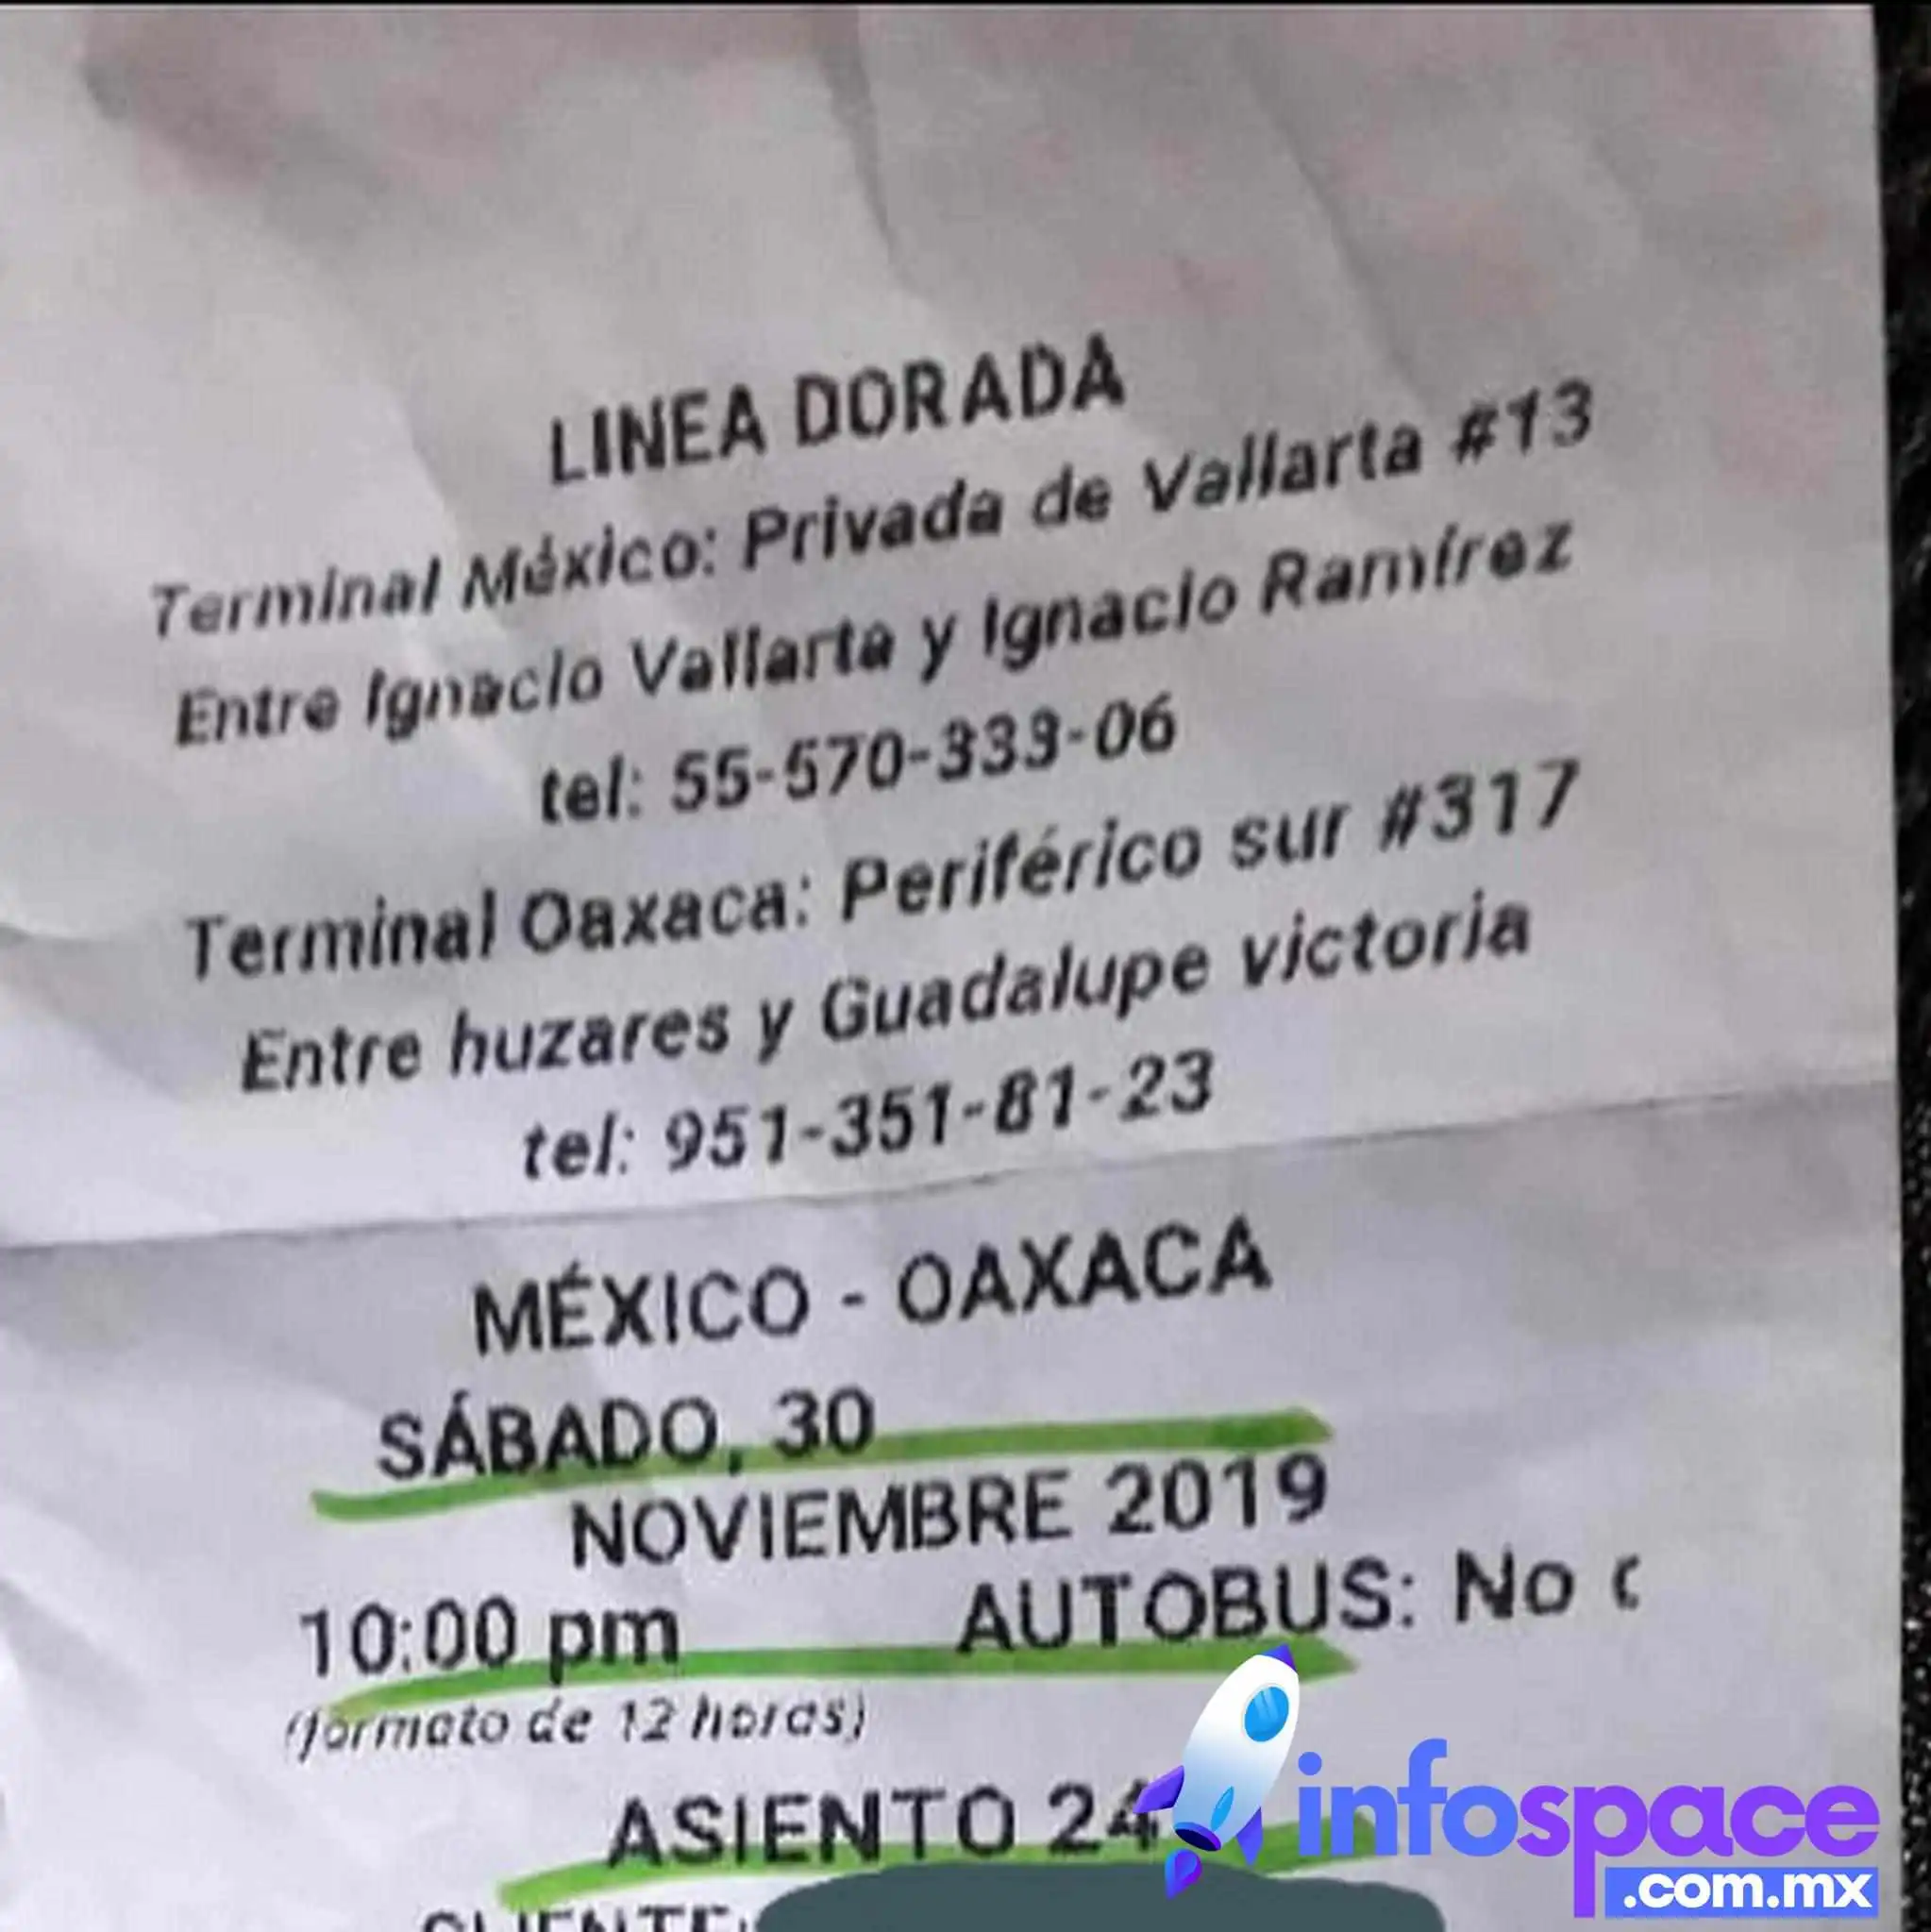 LINEA DORADA
Terminal México: Privada de Vallarta #13
Entre Ignacio Vallarta y Ignacio Ramírez
tel: 55-570-333-06
Terminal Oaxaca: Periférico sur #317
Entre huzares y Guadalupe victoria
tel: 951-351-81-23
MÉXICO - OAXACA
SÁBADO, 30
NOVIEMBRE 2019
10:00 pm AUTOBUS: No
(formato de 12 horas)
ASIENTO 24
CLIENTE:
infospace
.com.mx